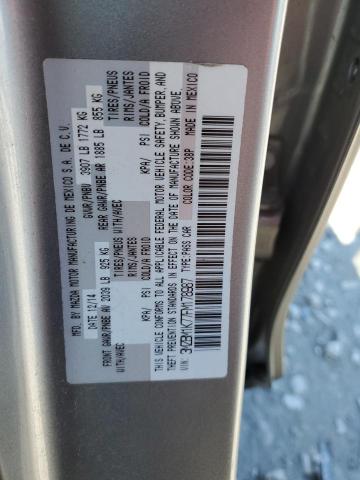 MFD. BY MAZDA MOTOR MANUFACTURING DE MEXICO S.A. DE C.V.
DATE 12/14 GVWR/PNBV 3907 LB 1772 KG
FRONT GAWR/PNBE AV 2039 LB 925 KG REAR GAWR/PNBE AR 1885 LB 855 KG
WITH/AVEC TIRES/PNEUS WITH/AVEC TIRES/PNEUS
RIMS/JANTES RIMS/JANTES
KPA/ PSI COLD/A FROID KPA/ PSI COLD/A FROID
THIS VEHICLE CONFORMS TO ALL APPLICABLE FEDERAL MOTOR VEHICLE SAFETY, BUMPER, AND
THEFT PREVENTION STANDARDS IN EFFECT ON THE DATE OF MANUFACTURE SHOWN ABOVE.
VIN: TYPE: PASS CAR COLOR CODE: 38P MADE IN MEXICO